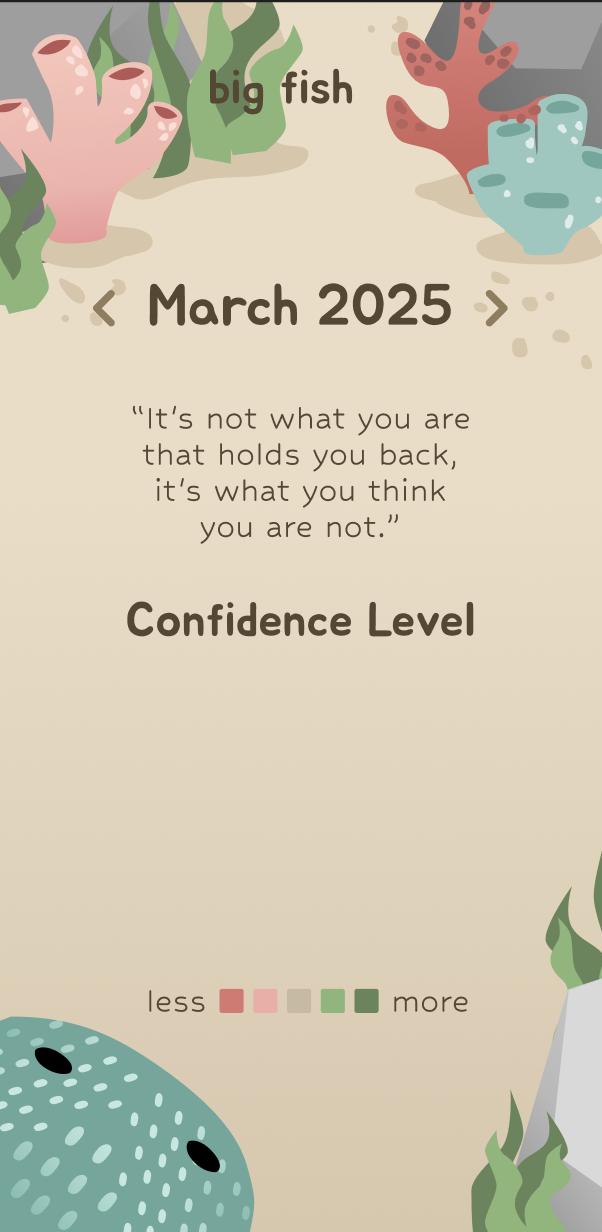 big fish
March 2025
“It’s not what you are
that holds you back,
it’s what you think
you are not.”
Confidence Level
less more